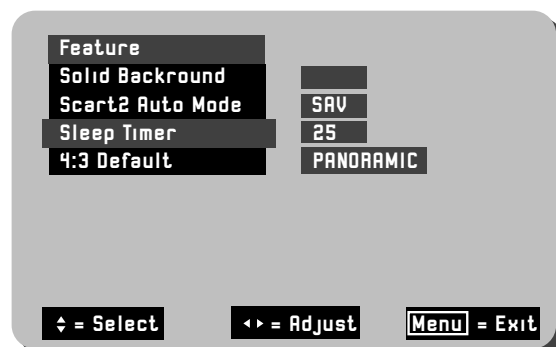 Feature
Solid Backround
Scart2 Auto Mode SAV
Sleep Timer 25
4:3 Default PANORAMIC
= Select = Adjust Menu = Exit